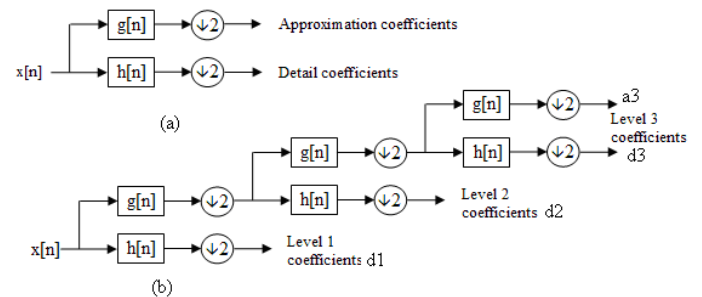 g[n] ↓2 Approximation coefficients
x[n]
h[n] ↓2 Detail coefficients
(a)
g[n] ↓2 a3
Level 3
coefficients
g[n] ↓2 h[n] ↓2 d3
g[n] ↓2 h[n] ↓2 Level 2
coefficients d2
x[n] h[n] ↓2 Level 1
coefficients d1
(b)